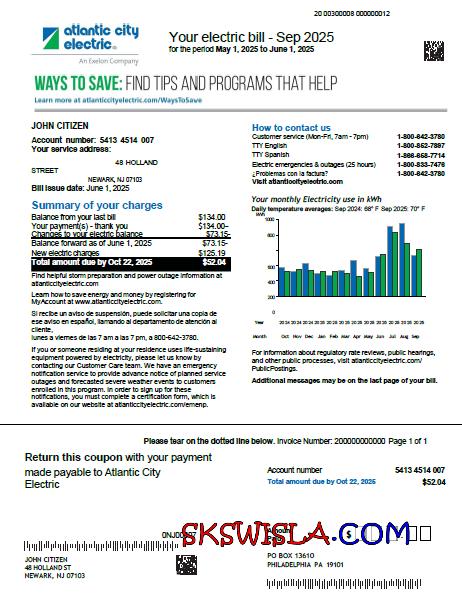 20 00300008 000000012
atlantic city
electric®
An Exelon Company
Your electric bill - Sep 2025
for the period May 1, 2025 to June 1, 2025
WAYS TO SAVE: FIND TIPS AND PROGRAMS THAT HELP
Learn more at atlanticcityelectric.com/WaysToSave
JOHN CITIZEN
Account number: 5413 4514 007
Your service address:
48 HOLLAND
STREET
NEWARK, NJ 07103
Bill Issue date: June 1, 2025
Summary of your charges
Balance from your last bill $134.00
Your payment(s) - thank you $134.00-
Changes to your electric balance $73.15-
Balance forward as of June 1, 2025 $73.15-
New electric charges $125.19
Total amount due by Oct 22, 2025 $52.04
Find helpful storm preparation and power outage information at
atlanticcityelectric.com
Learn how to save energy and money by registering for
MyAccount at www.atlanticcityelectric.com.
Si recibe un aviso de suspención, puede solicitar una copia de
ese aviso en español, llamando al departamento de atención al
cliente,
lunes a viernes de las 7 am a las 7 pm, a 800-642-3780.
If you or someone at your residence uses life-sustaining
equipment powered by electricity, please let us know by
contacting our Customer Care team. We have an emergency
notification service to provide advance notice of planned service
outages and forecasted severe weather events to customers
enrolled in this program. In order to sign up for these
notifications, you must complete a certification form, which is
available on our website at atlanticcityelectric.com/emenp.
How to contact us
Customer service (Mon-Fri, 7am - 7pm) 1-800-642-3780
TTY English 1-800-852-7897
TTY Spanish 1-866-658-7714
Electric emergencies & outages (25 hours) 1-800-833-7476
¿Problemas con la factura? 1-800-642-3780
Visit atlanticcityelectric.com
Your monthly Electricity use in kWh
Daily temperature averages: Sep 2024: 68° F Sep 2025: 70° F
kWh
1000
800
600
400
200
0
Year 2024 2024 2024 2025 2025 2025 2025 2025 2025 2025 2025 2025
Month Oct Nov Dec Jan Feb Mar Apr May Jun Jul Aug Sep
For information about regulatory rate reviews, public hearings,
and other public processes, visit atlanticcityelectric.com/
PublicPostings.
Additional messages may be on the last page of your bill.
Please tear on the dotted line below. Invoice Number: 200000000000 Page 1 of 1
Return this coupon with your payment
made payable to Atlantic City
Electric
Account number 5413 4514 007
Total amount due by Oct 22, 2025 $52.04
SKSWISLA.COM
$
JOHN CITIZEN
48 HOLLAND ST
NEWARK, NJ 07103
PO BOX 13610
PHILADELPHIA PA 19101